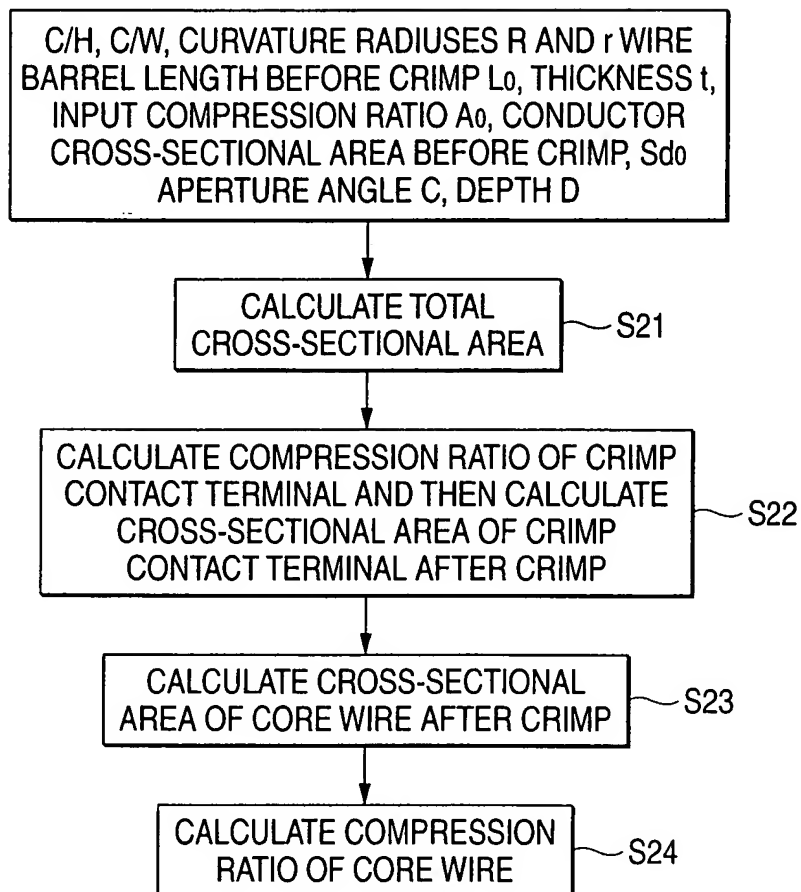 C/H, C/W, CURVATURE RADIUSES R AND r WIRE
BARREL LENGTH BEFORE CRIMP L0, THICKNESS t,
INPUT COMPRESSION RATIO A0, CONDUCTOR
CROSS-SECTIONAL AREA BEFORE CRIMP, Sd0
APERTURE ANGLE C, DEPTH D
CALCULATE TOTAL
CROSS-SECTIONAL AREA
S21
CALCULATE COMPRESSION RATIO OF CRIMP
CONTACT TERMINAL AND THEN CALCULATE
CROSS-SECTIONAL AREA OF CRIMP
CONTACT TERMINAL AFTER CRIMP
S22
CALCULATE CROSS-SECTIONAL
AREA OF CORE WIRE AFTER CRIMP
S23
CALCULATE COMPRESSION
RATIO OF CORE WIRE
S24